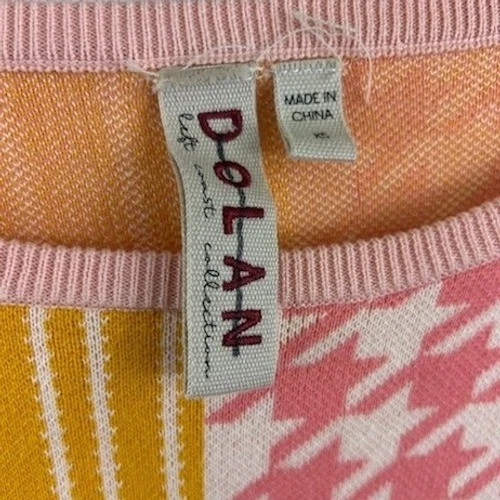 DOLAN
left coast collection
MADE IN
CHINA
XS